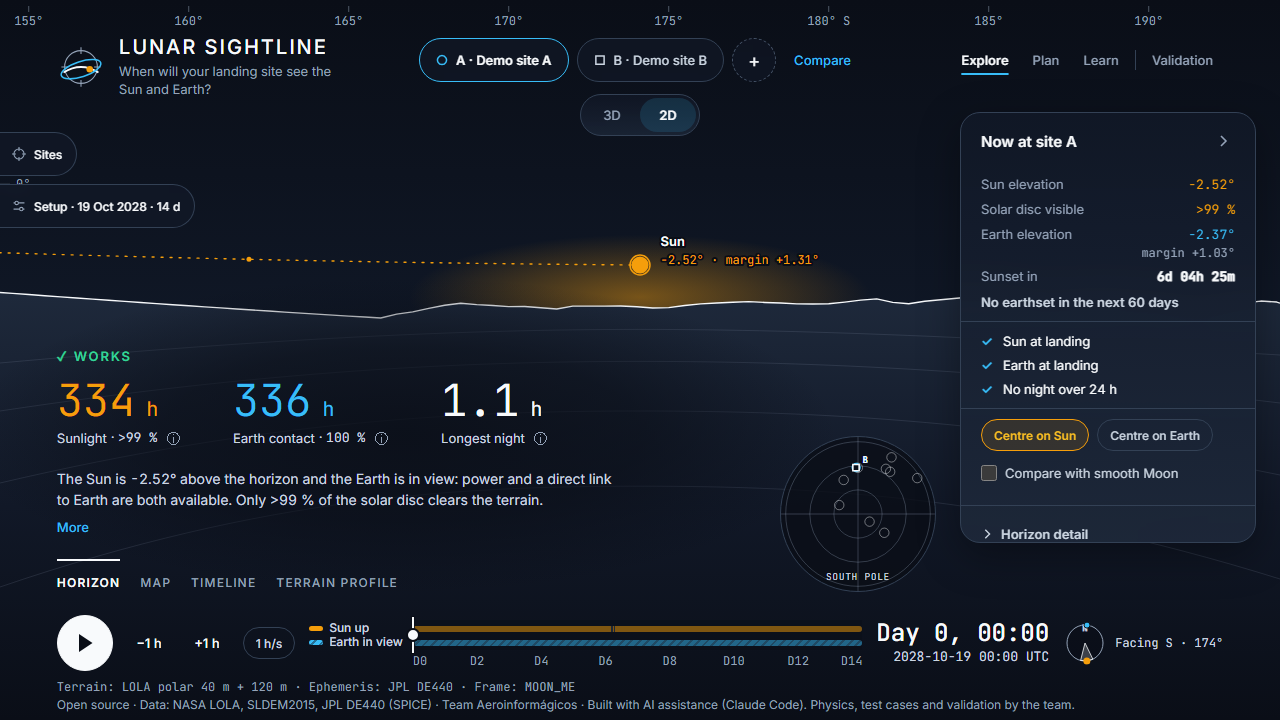 155° 160° 165° 170° 175° 180° S 185° 190°
LUNAR SIGHTLINE
When will your landing site see the
Sun and Earth?
A · Demo site A
B · Demo site B
+
Compare
Explore Plan Learn Validation
3D 2D
Sites
0°
Setup · 19 Oct 2028 · 14 d
Sun
-2.52° · margin +1.31°
Now at site A
Sun elevation -2.52°
Solar disc visible >99 %
Earth elevation -2.37°
margin +1.03°
Sunset in 6d 04h 25m
No earthset in the next 60 days
Sun at landing
Earth at landing
No night over 24 h
Centre on Sun Centre on Earth
Compare with smooth Moon
Horizon detail
✓ WORKS
334 h 336 h 1.1 h
Sunlight · >99 % ⓘ Earth contact · 100 % ⓘ Longest night ⓘ
The Sun is -2.52° above the horizon and the Earth is in view: power and a direct link
to Earth are both available. Only >99 % of the solar disc clears the terrain.
More
B
SOUTH POLE
HORIZON MAP TIMELINE TERRAIN PROFILE
−1 h +1 h 1 h/s
Sun up
Earth in view
D0 D2 D4 D6 D8 D10 D12 D14
Day 0, 00:00
2028-10-19 00:00 UTC
N
Facing S · 174°
Terrain: LOLA polar 40 m + 120 m · Ephemeris: JPL DE440 · Frame: MOON_ME
Open source · Data: NASA LOLA, SLDEM2015, JPL DE440 (SPICE) · Team Aeroinformágicos · Built with AI assistance (Claude Code). Physics, test cases and validation by the team.